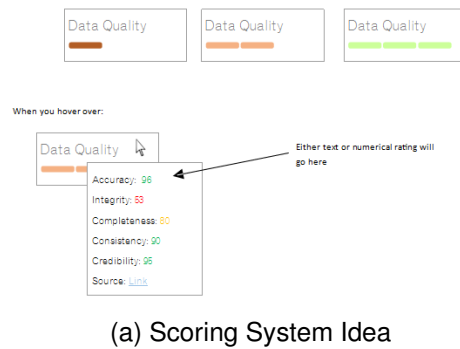 Data Quality
Data Quality
Data Quality
When you hover over:
Data Quality
Either text or numerical rating will
go here
Accuracy: 96
Integrity: 53
Completeness: 80
Consistency: 90
Credibility: 95
Source: Link
(a) Scoring System Idea